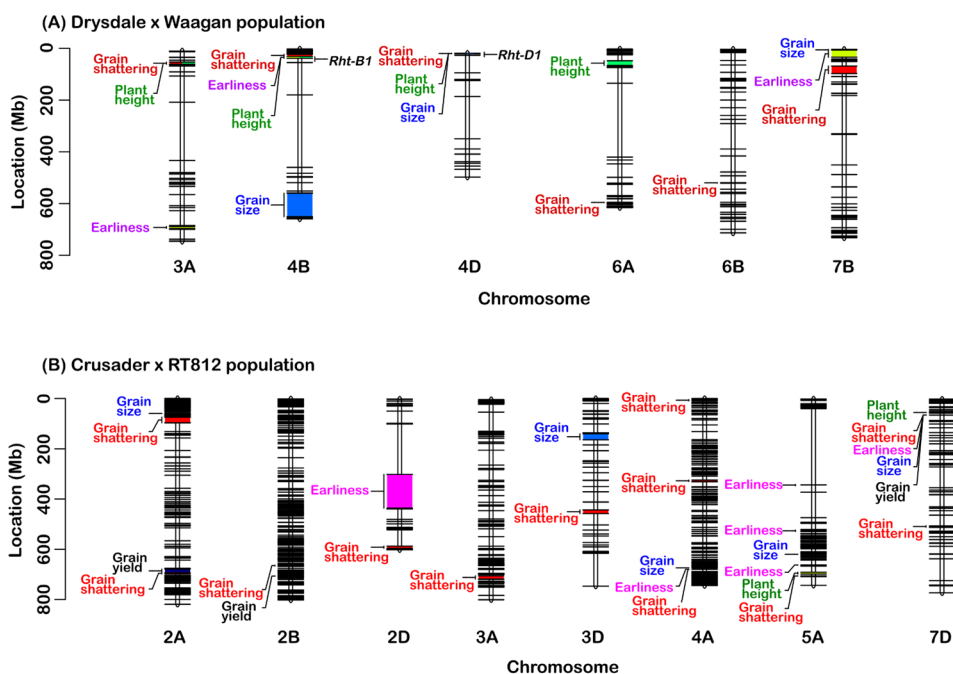 (A) Drysdale x Waagan population
Location (Mb)
0
200
400
600
800
Grain
shattering
Plant
height
Earliness
3A
Grain
shattering
Earliness
Plant
height
Rht-B1
Grain
size
4B
Grain
shattering
Plant
height
Grain
size
Rht-D1
4D
Plant
height
Grain
shattering
6A
Grain
shattering
6B
Grain
size
Earliness
Grain
shattering
7B
Chromosome
(B) Crusader x RT812 population
Location (Mb)
0
200
400
600
800
Grain
size
Grain
shattering
Grain
yield
Grain
shattering
2A
Grain
shattering
Grain
yield
2B
Earliness
Grain
shattering
2D
Grain
shattering
3A
Grain
size
Grain
shattering
3D
Grain
shattering
Grain
shattering
Grain
size
Earliness
Grain
shattering
4A
Earliness
Earliness
Grain
size
Earliness
Plant
height
Grain
shattering
5A
Plant
height
Grain
shattering
Earliness
Grain
size
Grain
yield
Grain
shattering
7D
Chromosome